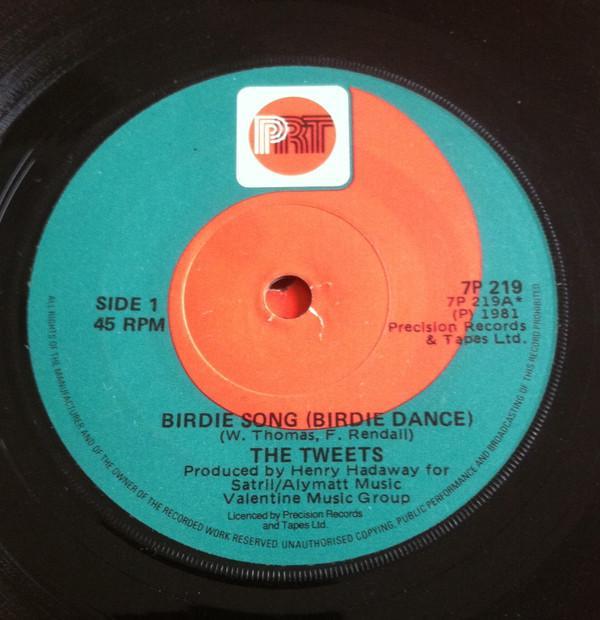 PRT
SIDE 1
45 RPM
7P 219
7P 219A*
(P) 1981
Precision Records
& Tapes Ltd.
BIRDIE SONG (BIRDIE DANCE)
(W. Thomas, F. Rendall)
THE TWEETS
Produced by Henry Hadaway for
Satril/Alymatt Music
Valentine Music Group
Licenced by Precision Records
and Tapes Ltd.
ALL RIGHTS OF THE MANUFACTURER AND OF THE OWNER OF THE RECORDED WORK RESERVED. UNAUTHORISED COPYING, PUBLIC PERFORMANCE AND BROADCASTING OF THIS RECORD PROHIBITED